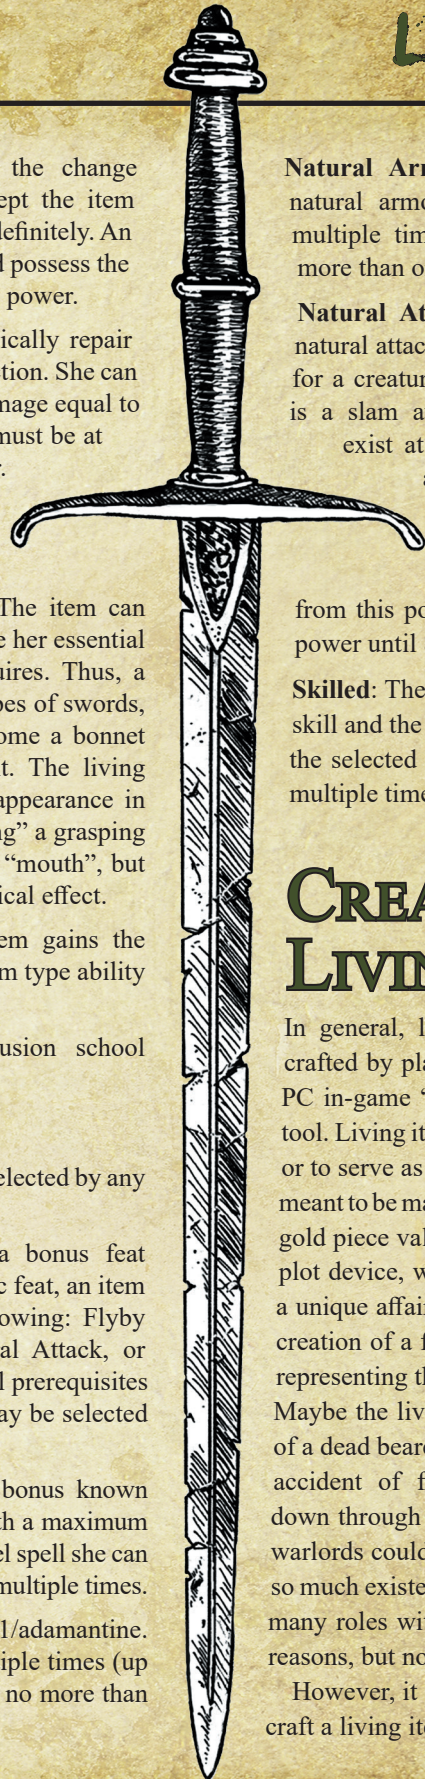 the change
ept the item
definitely. An
d possess the
power.
ically repair
ction. She can
mage equal to
must be at
r.
The item can
e her essential
uires. Thus, a
pes of swords,
ome a bonnet
t. The living
appearance in
ng” a grasping
“mouth”, but
ical effect.
em gains the
m type ability
usion school
elected by any
a bonus feat
c feat, an item
owing: Flyby
al Attack, or
l prerequisites
ay be selected
bonus known
th a maximum
el spell she can
multiple times.
l/adamantine.
iple times (up
no more than
L
Natural Arm
natural armo
multiple tim
more than o
Natural At
natural attac
for a creatur
is a slam a
exist at
a
from this po
power until
Skilled: The
skill and the
the selected
multiple time
CREA
LIVIN
In general, l
crafted by pla
PC in-game “
tool. Living it
or to serve as
meant to be ma
gold piece val
plot device, w
a unique affair
creation of a f
representing th
Maybe the liv
of a dead beard
accident of f
down through
warlords could
so much existe
many roles wit
reasons, but no
However, it
craft a living ite